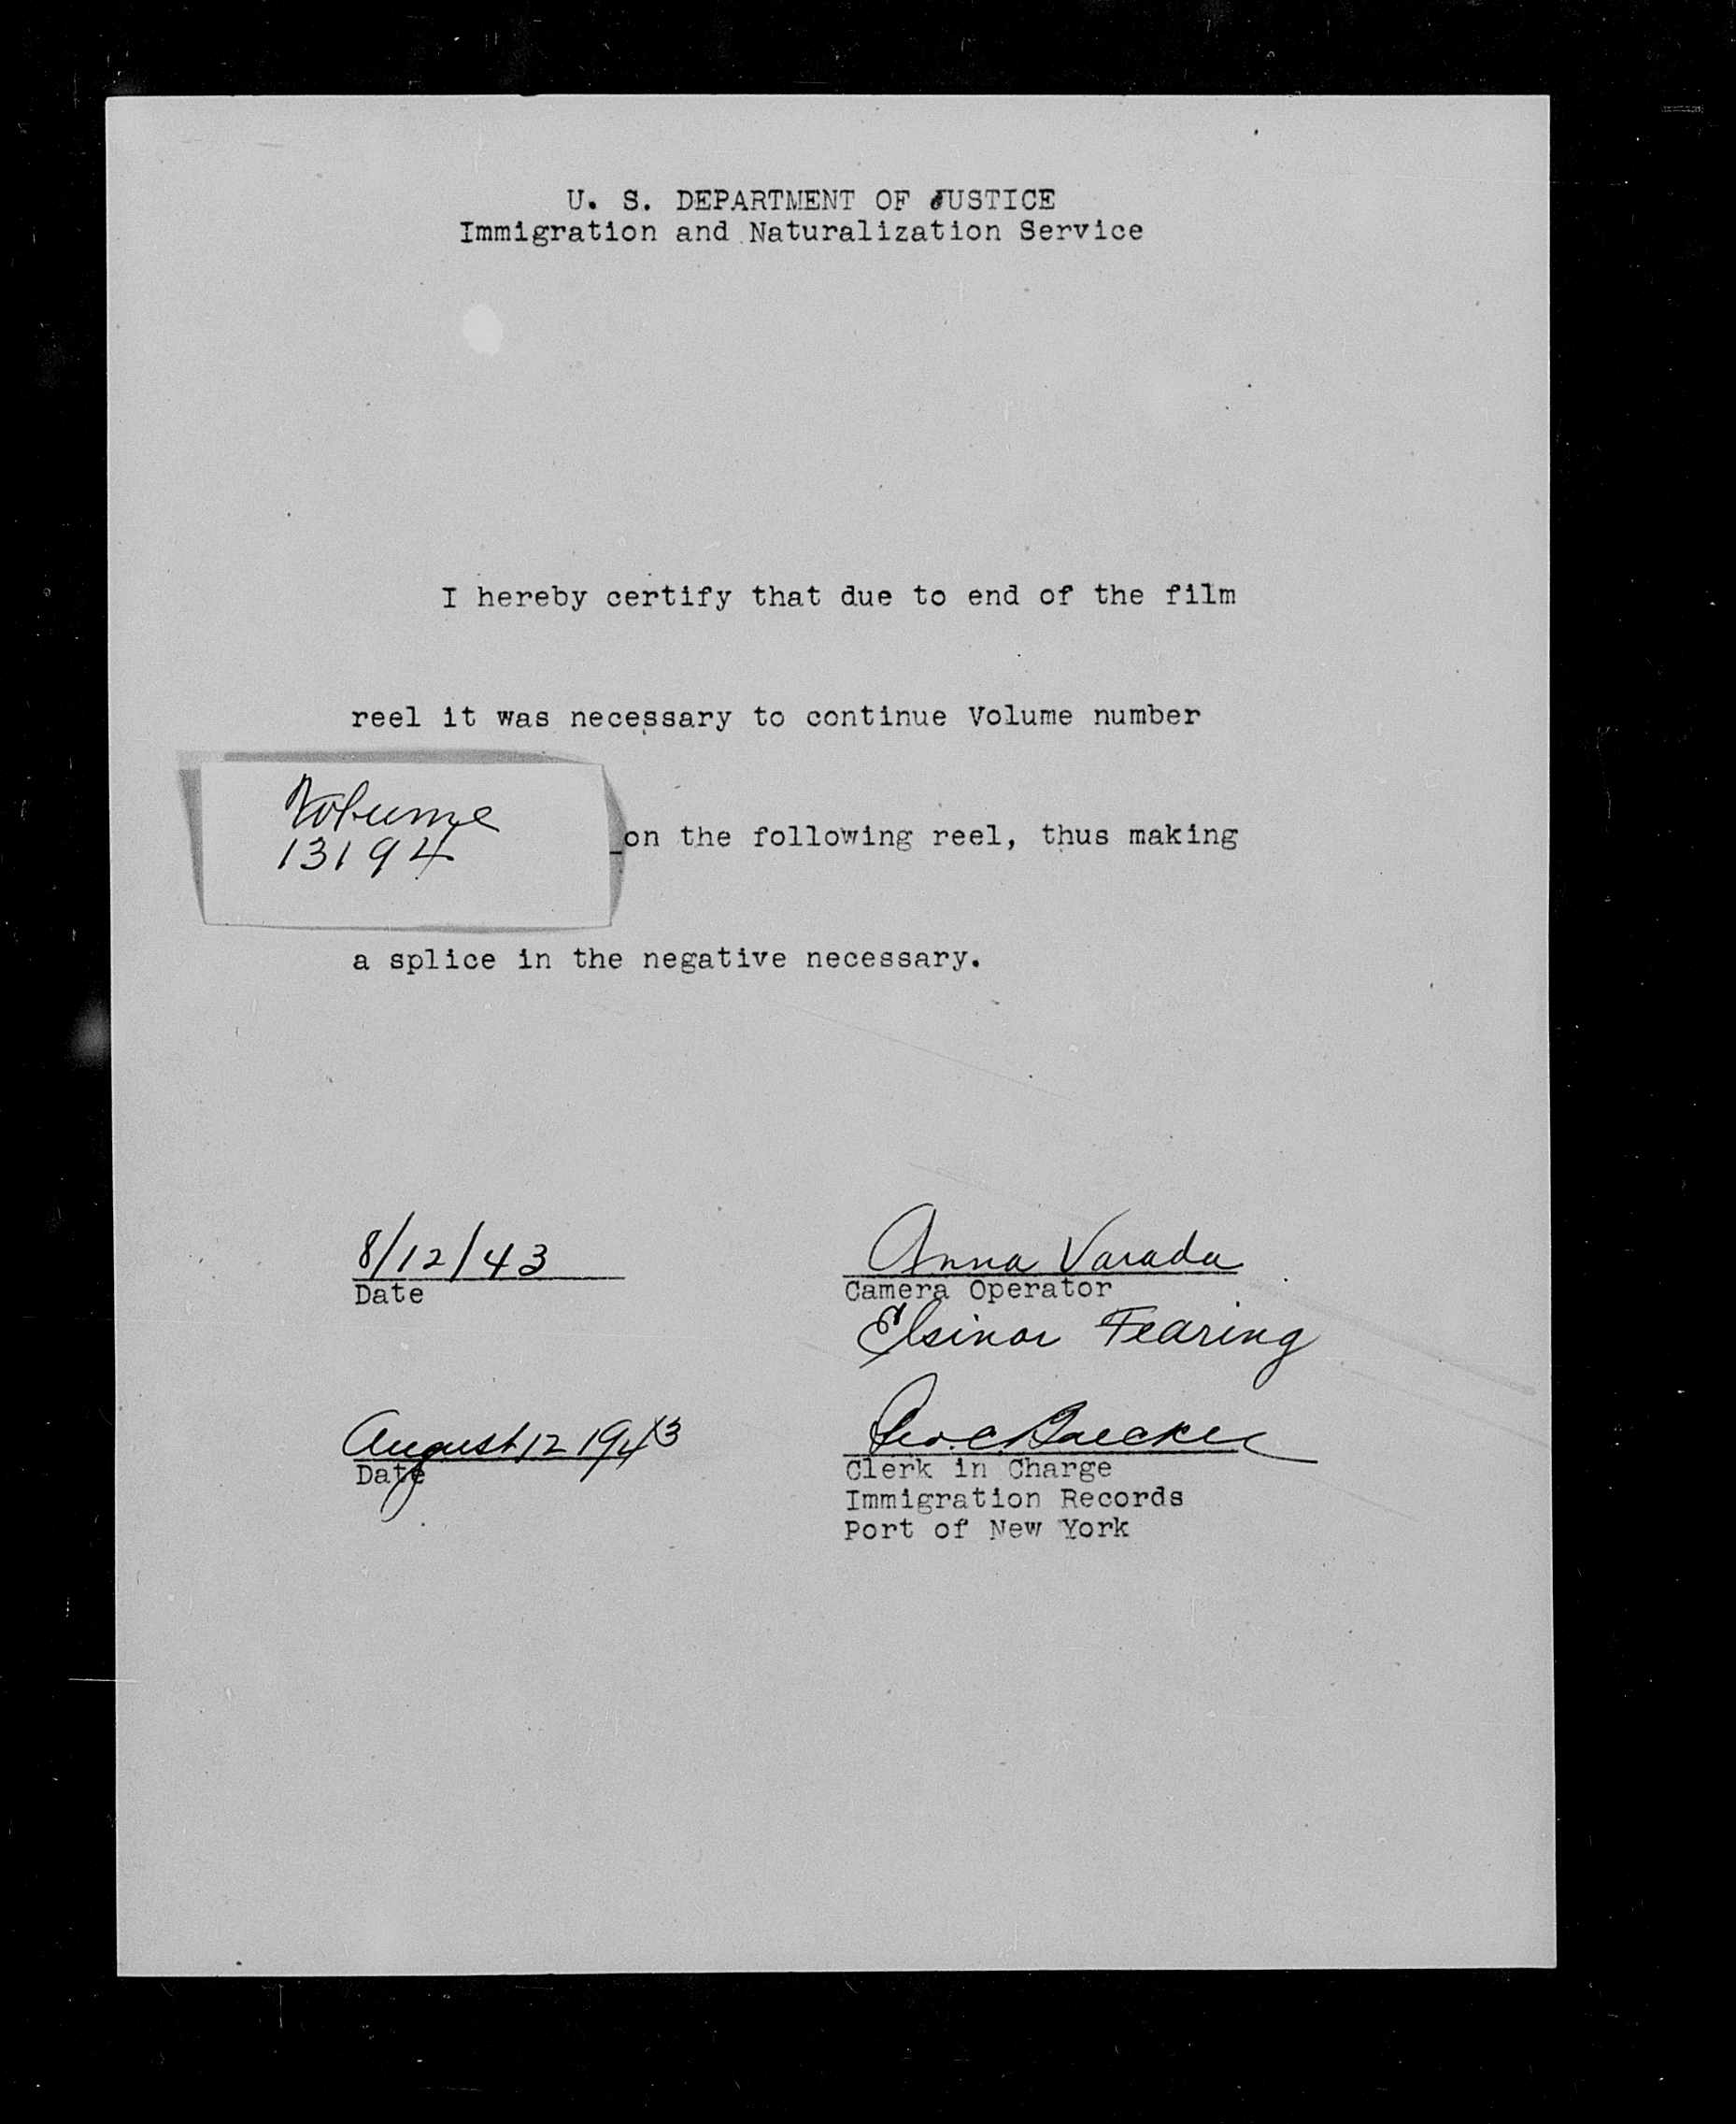 U. S. DEPARTMENT OF JUSTICE
Immigration and Naturalization Service
I hereby certify that due to end of the film
reel it was necessary to continue Volume number
Volume
13194
on the following reel, thus making
a splice in the negative necessary.
8/12/43
Date
Anna Varada
Camera Operator
Elsinor Fearing
August 12 1943
Date
Geo. C.
Clerk in Charge
Immigration Records
Port of New York